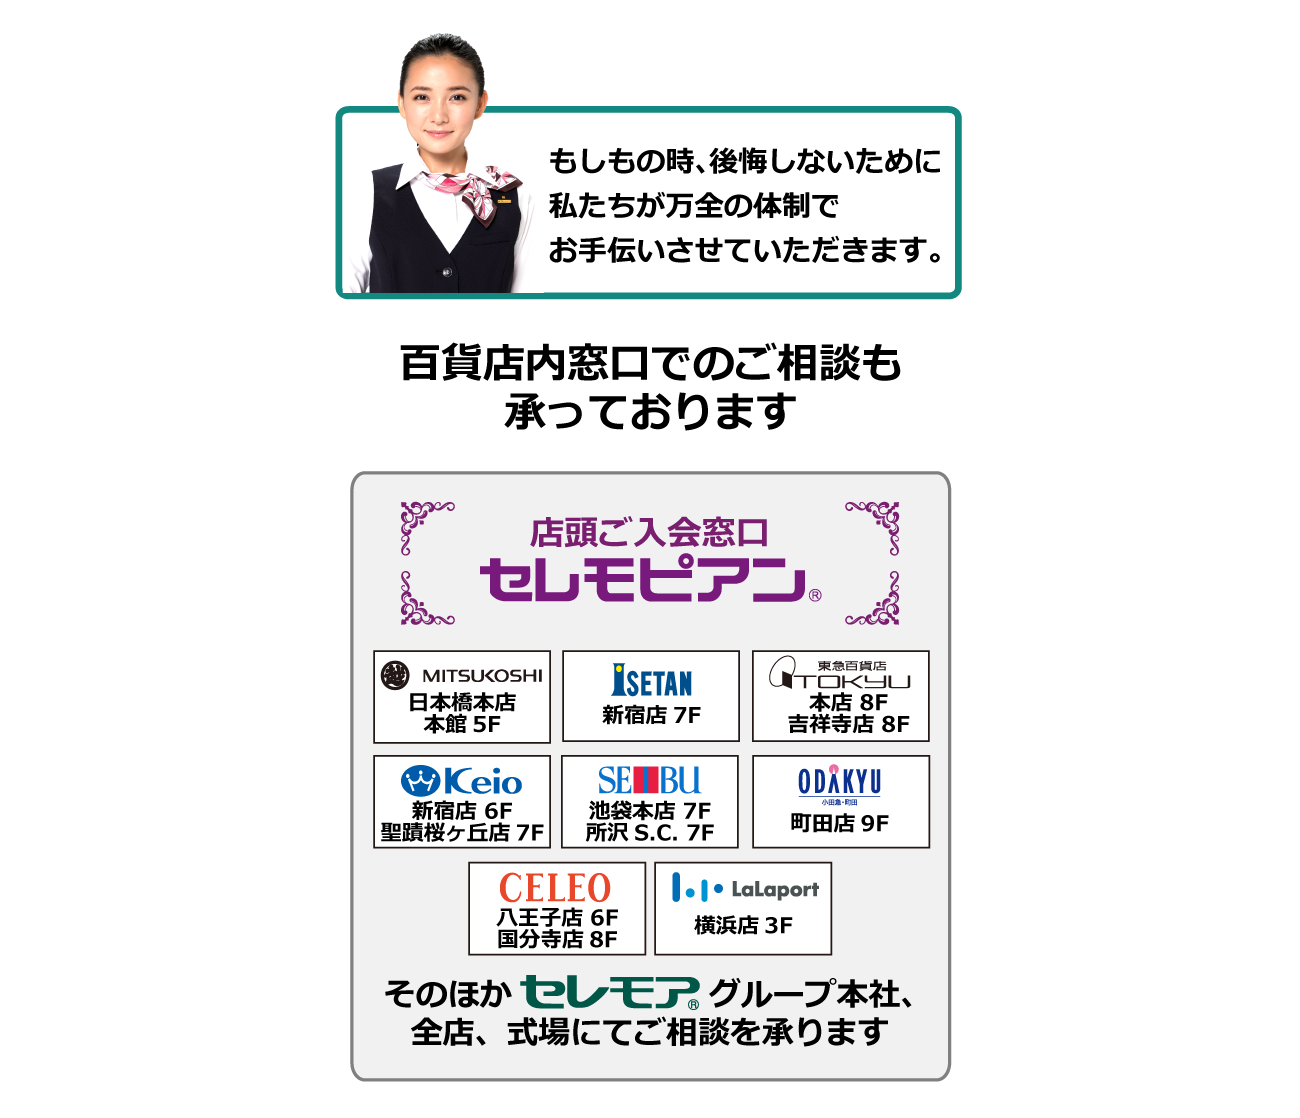 もしもの時、後悔しないために
私たちが万全の体制で
お手伝いさせていただきます。
百貨店内窓口でのご相談も
承っております
店頭ご入会窓口
セレモピアン®
越 MITSUKOSHI
日本橋本店
本館 5F
ISETAN
新宿店 7F
東急百貨店
TOKYU
本店 8F
吉祥寺店 8F
Keio
新宿店 6F
聖蹟桜ヶ丘店 7F
SEIBU
池袋本店 7F
所沢 S.C. 7F
ODAKYU
小田急・町田
町田店 9F
CELEO
八王子店 6F
国分寺店 8F
LaLaport
横浜店 3F
そのほか セレモア® グループ本社、
全店、式場にてご相談を承ります